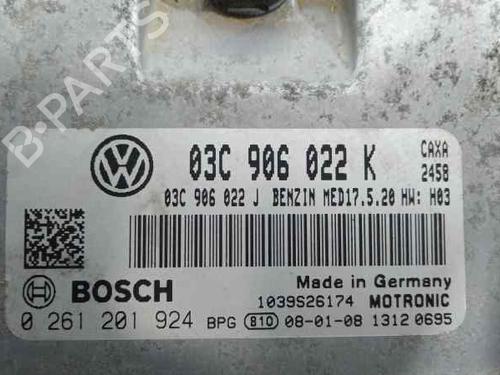 B-PARTS
03C 906 022 K
CAXA
2458
03C 906 022 J BENZIN MED17.5.20 HW: H03
BOSCH
Made in Germany
1039S26174 MOTRONIC
0 261 201 924 BPG 810 08-01-08 1312 0695